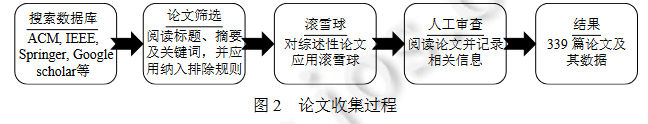 搜索数据库
ACM, IEEE,
Springer, Google
scholar等
论文筛选
阅读标题、摘要
及关键词，并应
用纳入排除规则
滚雪球
对综述性论文
应用滚雪球
人工审查
阅读论文并记录
相关信息
结果
339 篇论文及
其数据
图 2 论文收集过程